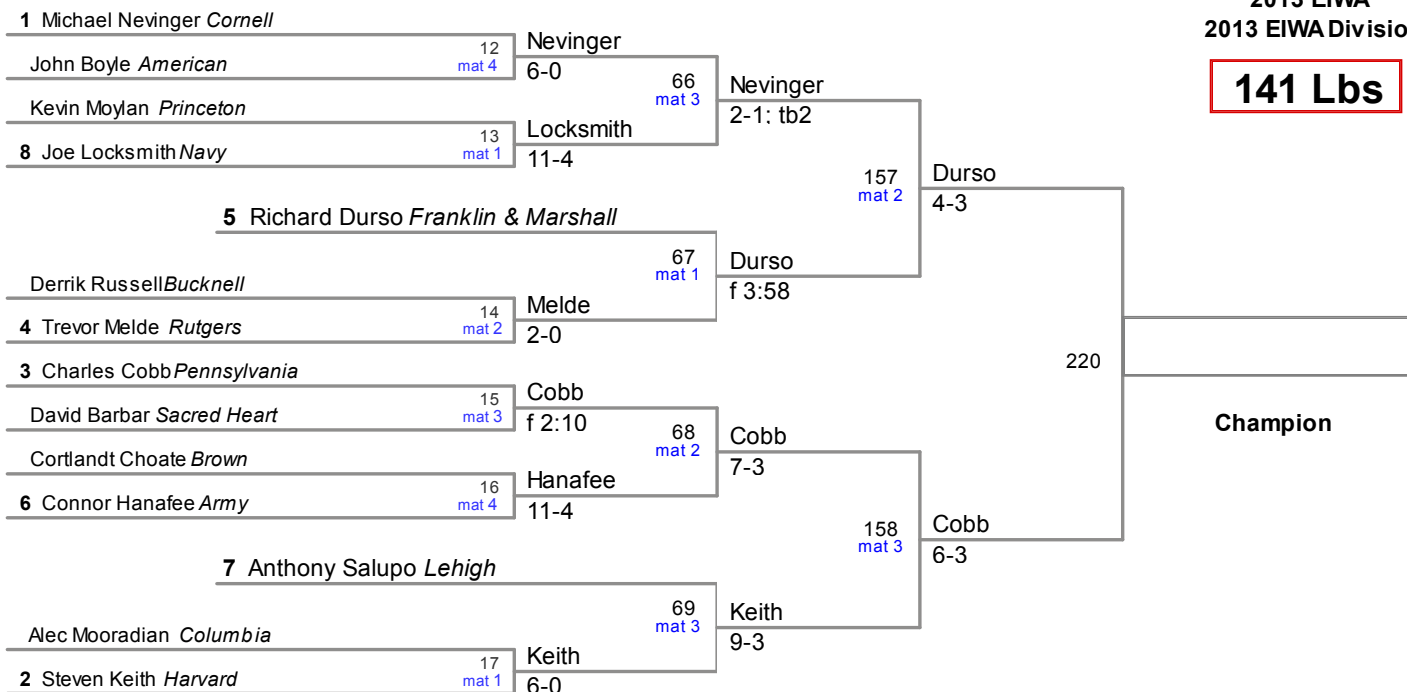 2013 EIWA
2013 EIWA Divisio
141 Lbs
1 Michael Nevinger Cornell
John Boyle American
12
mat 4
Nevinger
6-0
Kevin Moylan Princeton
8 Joe Locksmith Navy
13
mat 1
Locksmith
11-4
66
mat 3
Nevinger
2-1; tb2
5 Richard Durso Franklin & Marshall
Derrik Russell Bucknell
4 Trevor Melde Rutgers
14
mat 2
Melde
2-0
67
mat 1
Durso
f 3:58
157
mat 2
Durso
4-3
3 Charles Cobb Pennsylvania
David Barbar Sacred Heart
15
mat 3
Cobb
f 2:10
Cortlandt Choate Brown
6 Connor Hanafee Army
16
mat 4
Hanafee
11-4
68
mat 2
Cobb
7-3
7 Anthony Salupo Lehigh
Alec Mooradian Columbia
2 Steven Keith Harvard
17
mat 1
Keith
6-0
69
mat 3
Keith
9-3
158
mat 3
Cobb
6-3
220
Champion